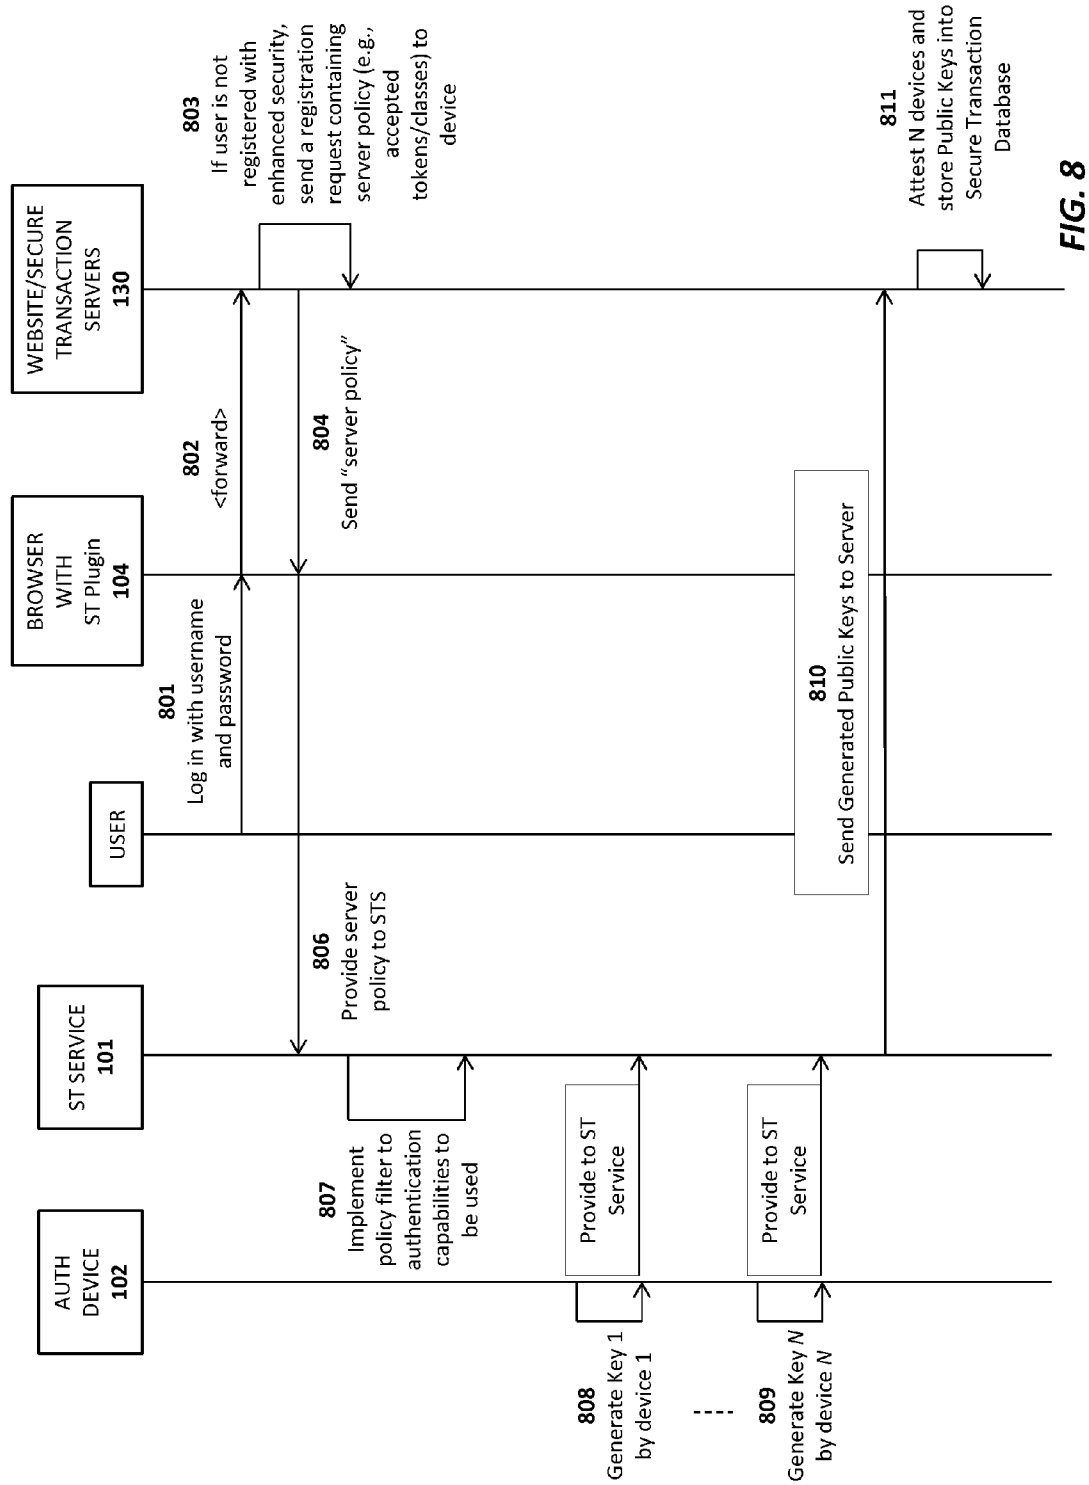 AUTH
DEVICE
102
ST SERVICE
101
USER
BROWSER
WITH
ST Plugin
104
WEBSITE/SECURE
TRANSACTION
SERVERS
130
801
Log in with username
and password
802
<forward>
803
If user is not
registered with
enhanced security,
send a registration
request containing
server policy (e.g.,
accepted
tokens/classes) to
device
804
Send “server policy”
806
Provide server
policy to STS
807
Implement
policy filter to
authentication
capabilities to
be used
808
Generate Key 1
by device 1
Provide to ST
Service
809
Generate Key N
by device N
Provide to ST
Service
810
Send Generated Public Keys to Server
811
Attest N devices and
store Public Keys into
Secure Transaction
Database
FIG. 8